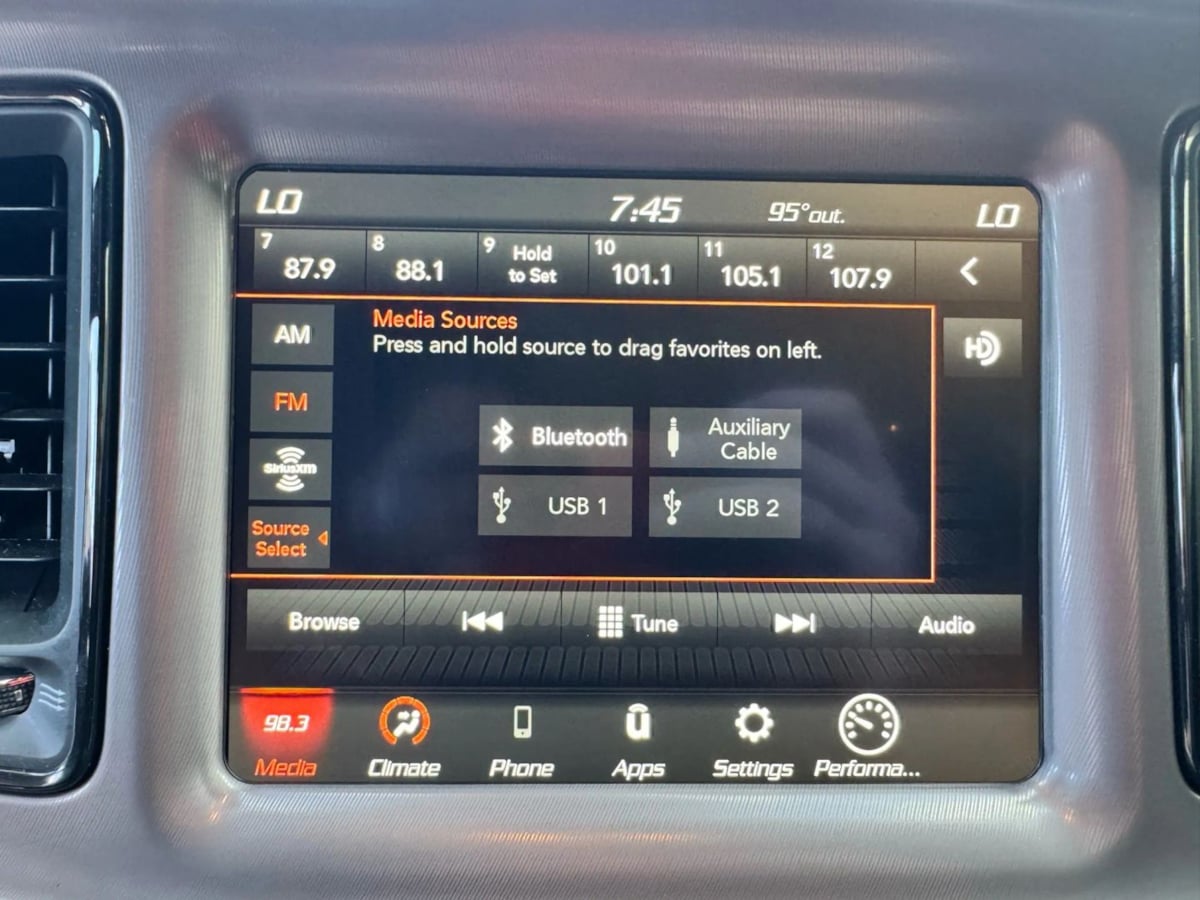 LO 7:45 95°out. LO
7 87.9 8 88.1 9 Hold to Set 10 101.1 11 105.1 12 107.9
AM
FM
SiriusXM
Source
Select
Media Sources
Press and hold source to drag favorites on left.
HD
Bluetooth
Auxiliary
Cable
USB 1
USB 2
Browse Tune Audio
98.3
Media Climate Phone Apps Settings Performa...